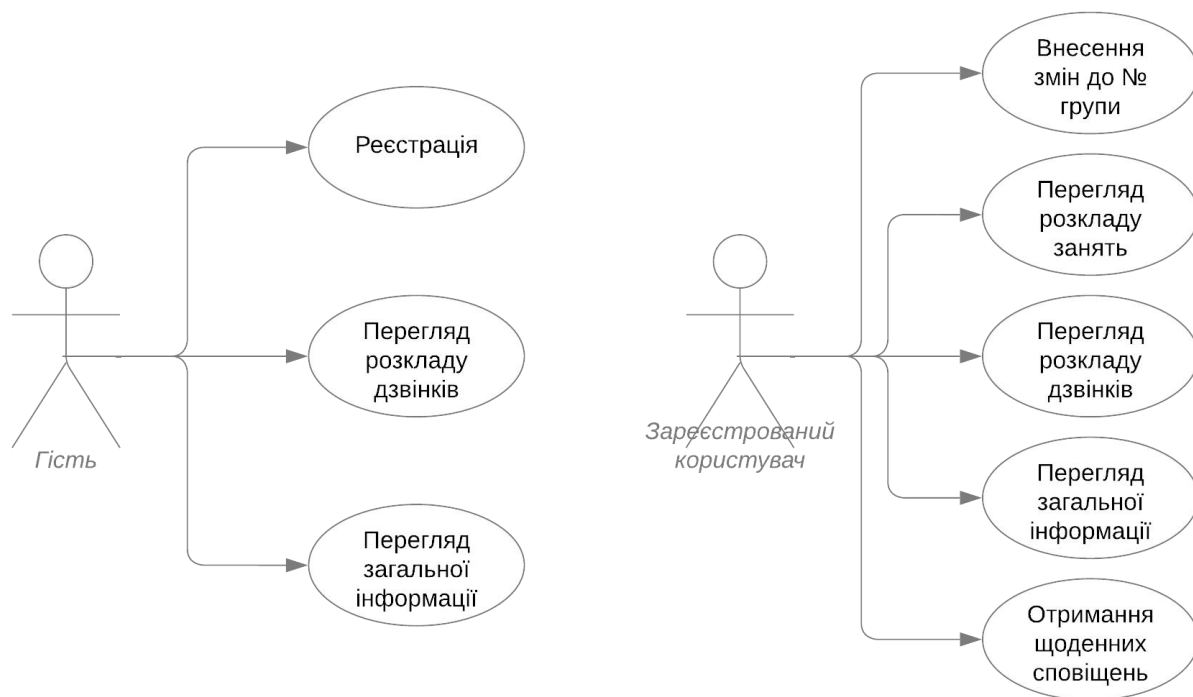 Реєстрація
Перегляд
розкладу
дзвінків
Гість
Перегляд
загальної
інформації
Внесення
змін до №
групи
Перегляд
розкладу
занять
Перегляд
розкладу
дзвінків
Зареєстрований
користувач
Перегляд
загальної
інформації
Отримання
щоденних
сповіщень